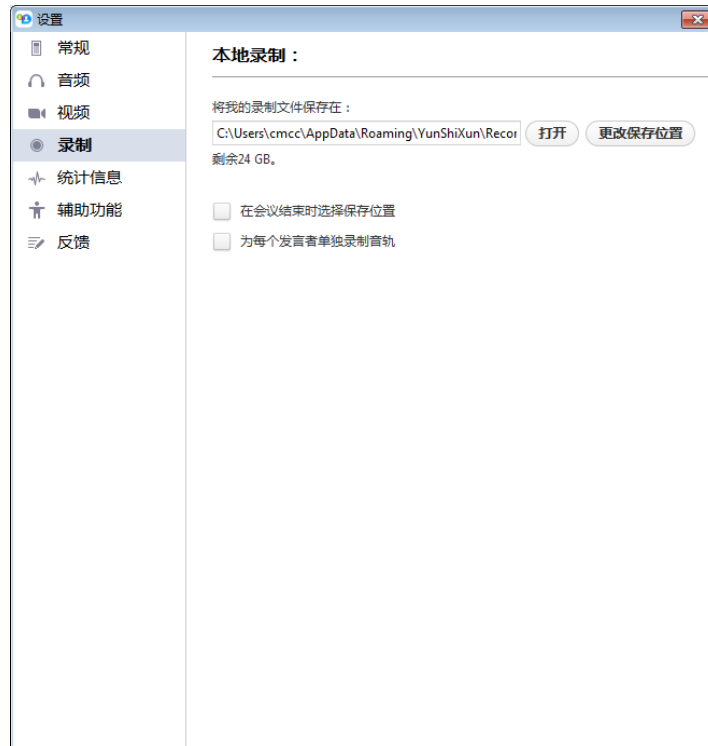 设置
常规
音频
视频
录制
统计信息
辅助功能
反馈
本地录制：
将我的录制文件保存在：
C:\Users\cmcc\AppData\Roaming\YunShiXun\Recor
打开
更改保存位置
剩余24 GB。
在会议结束时选择保存位置
为每个发言者单独录制音轨